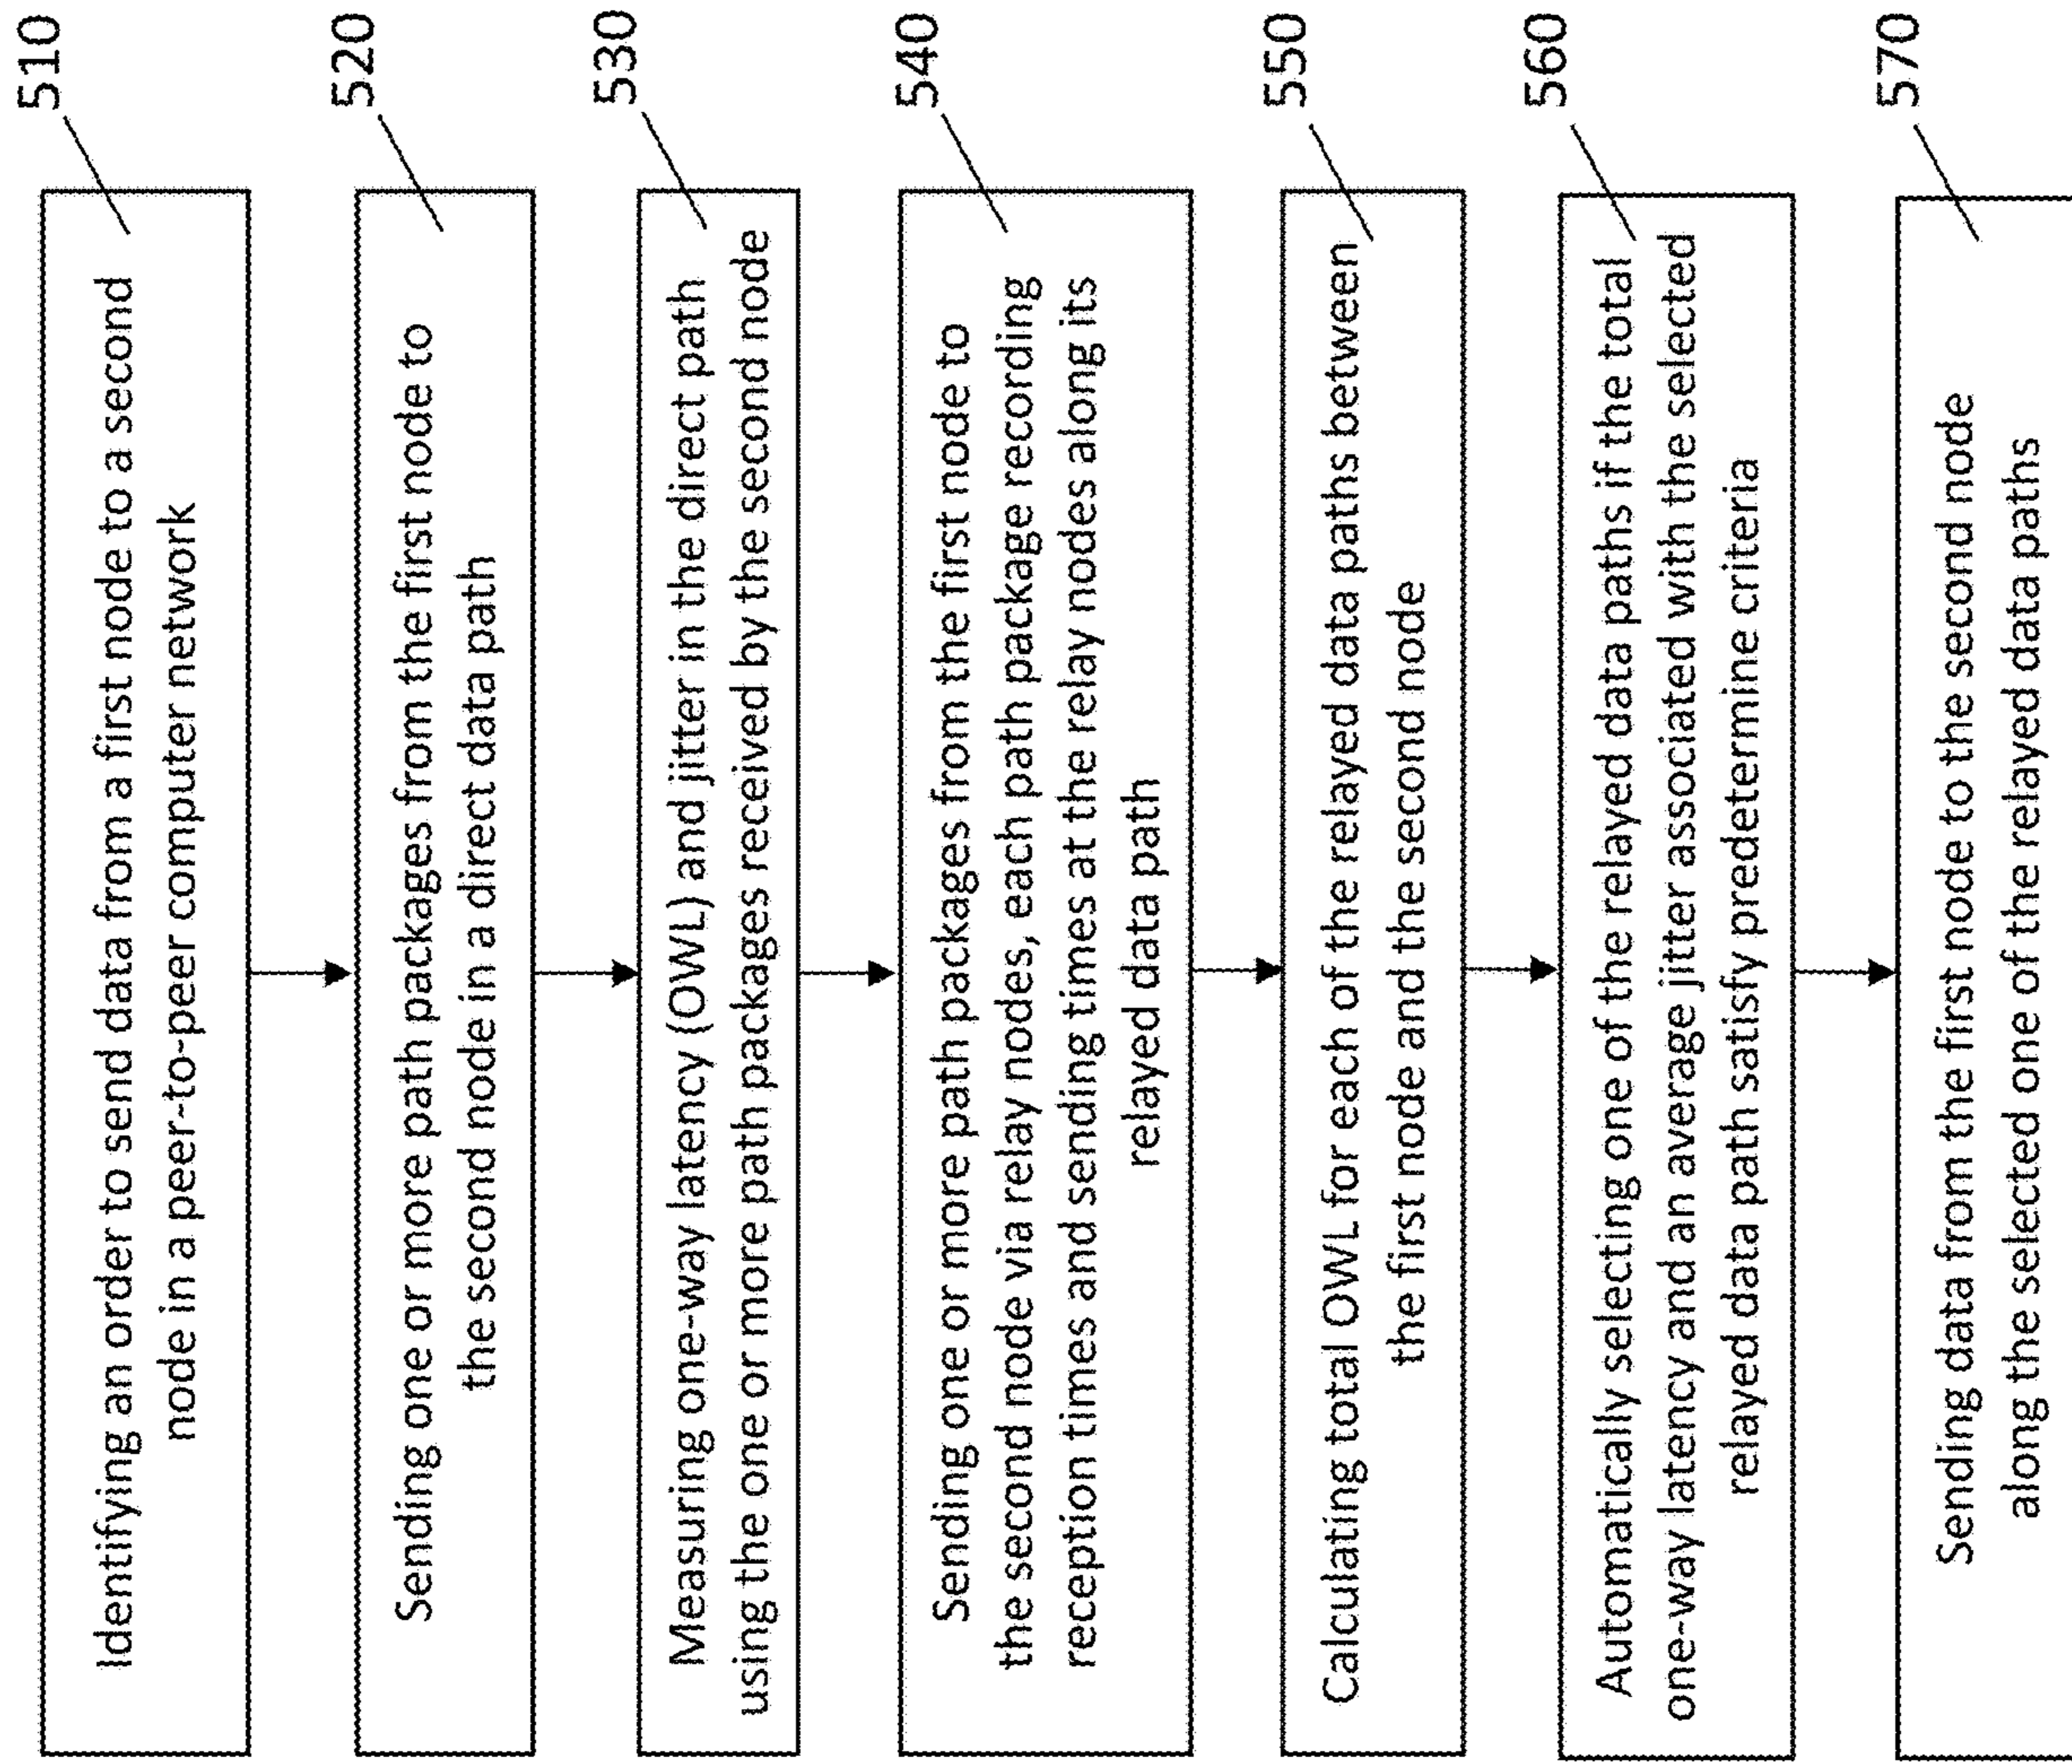 510
Identifying an order to send data from a first node to a second
node in a peer-to-peer computer network
520
Sending one or more path packages from the first node to
the second node in a direct data path
530
Measuring one-way latency (OWL) and jitter in the direct path
using the one or more path packages received by the second node
540
Sending one or more path packages from the first node to
the second node via relay nodes, each path package recording
reception times and sending times at the relay nodes along its
relayed data path
550
Calculating total OWL for each of the relayed data paths between
the first node and the second node
560
Automatically selecting one of the relayed data paths if the total
one-way latency and an average jitter associated with the selected
relayed data path satisfy predetermine criteria
570
Sending data from the first node to the second node
along the selected one of the relayed data paths